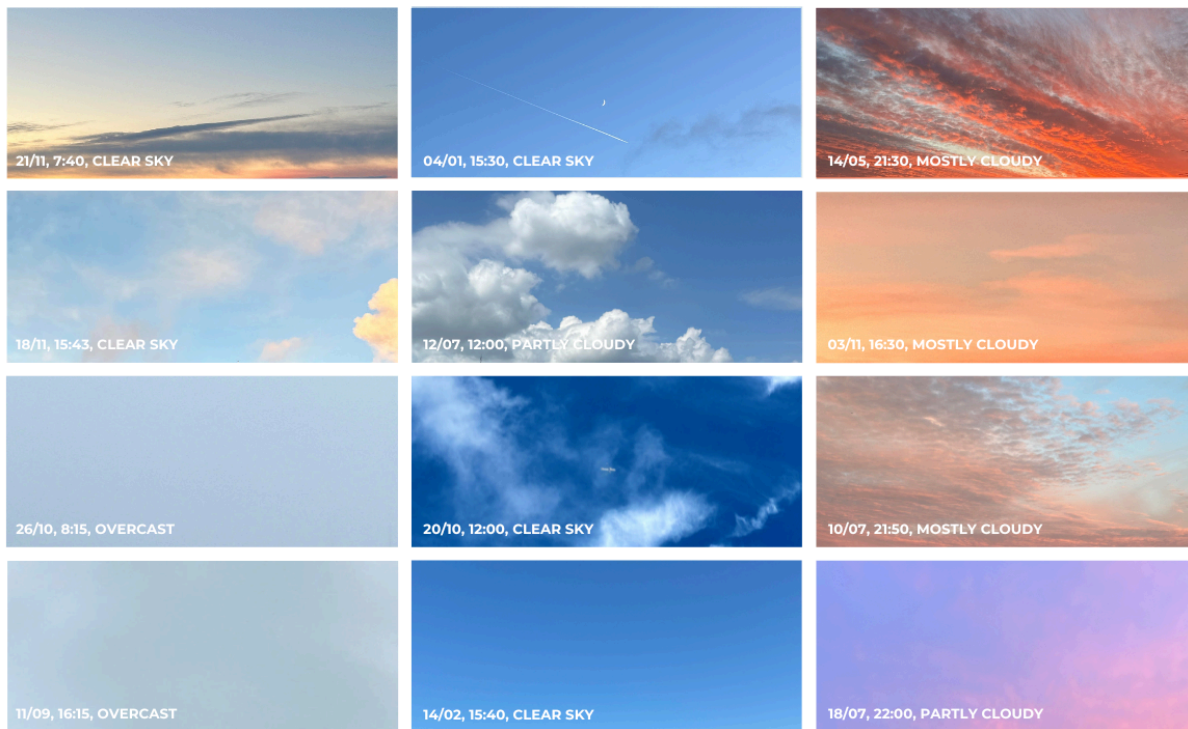 21/11, 7:40, CLEAR SKY
04/01, 15:30, CLEAR SKY
14/05, 21:30, MOSTLY CLOUDY
18/11, 15:43, CLEAR SKY
12/07, 12:00, PARTLY CLOUDY
03/11, 16:30, MOSTLY CLOUDY
26/10, 8:15, OVERCAST
20/10, 12:00, CLEAR SKY
10/07, 21:50, MOSTLY CLOUDY
11/09, 16:15, OVERCAST
14/02, 15:40, CLEAR SKY
18/07, 22:00, PARTLY CLOUDY